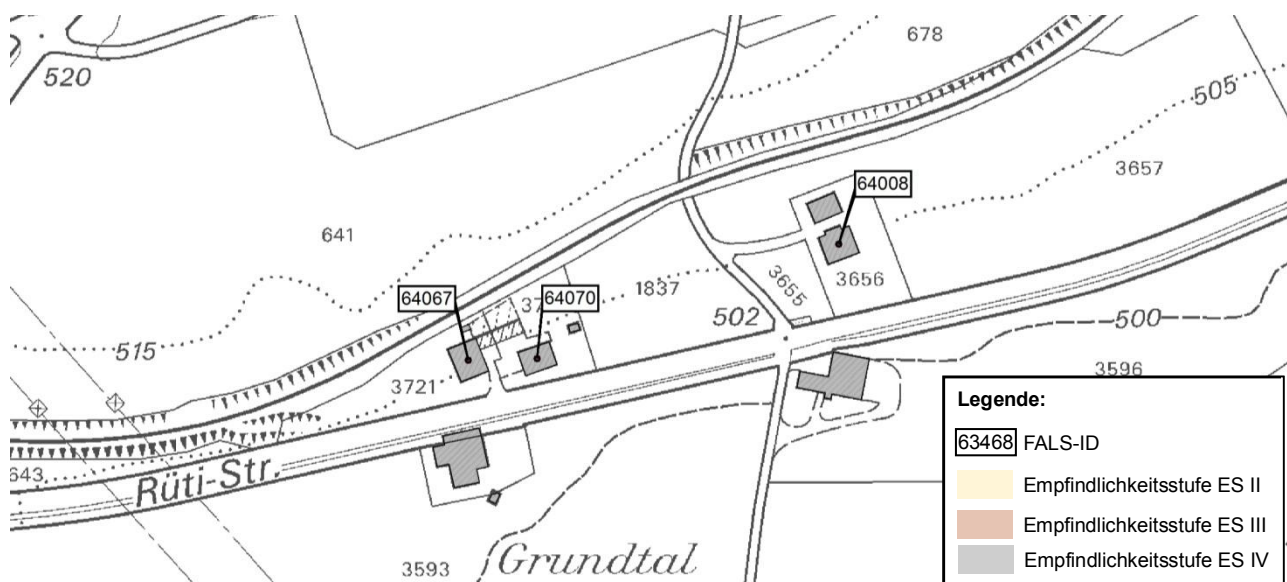 678
520
505
3657
64008
641
64067
64070
1837
3656
3655
502
500
515
3721
3596
643
Rüti-Str.
Grundtal
3593
Legende:
63468 FALS-ID
Empfindlichkeitsstufe ES II
Empfindlichkeitsstufe ES III
Empfindlichkeitsstufe ES IV